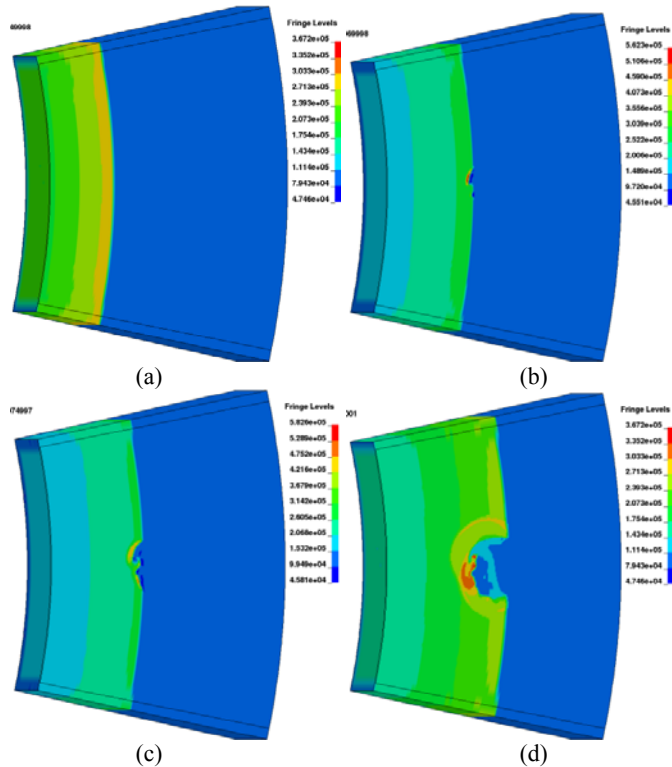 49998
Fringe Levels
3.672e+05
3.352e+05
3.033e+05
2.713e+05
2.393e+05
2.073e+05
1.754e+05
1.434e+05
1.114e+05
7.943e+04
4.746e+04
(a)
69998
Fringe Levels
5.623e+05
5.106e+05
4.590e+05
4.073e+05
3.556e+05
3.039e+05
2.522e+05
2.006e+05
1.489e+05
9.720e+04
4.551e+04
(b)
74997
Fringe Levels
5.826e+05
5.289e+05
4.752e+05
4.216e+05
3.679e+05
3.142e+05
2.605e+05
2.068e+05
1.532e+05
9.949e+04
4.581e+04
(c)
001
Fringe Levels
3.672e+05
3.352e+05
3.033e+05
2.713e+05
2.393e+05
2.073e+05
1.754e+05
1.434e+05
1.114e+05
7.943e+04
4.746e+04
(d)